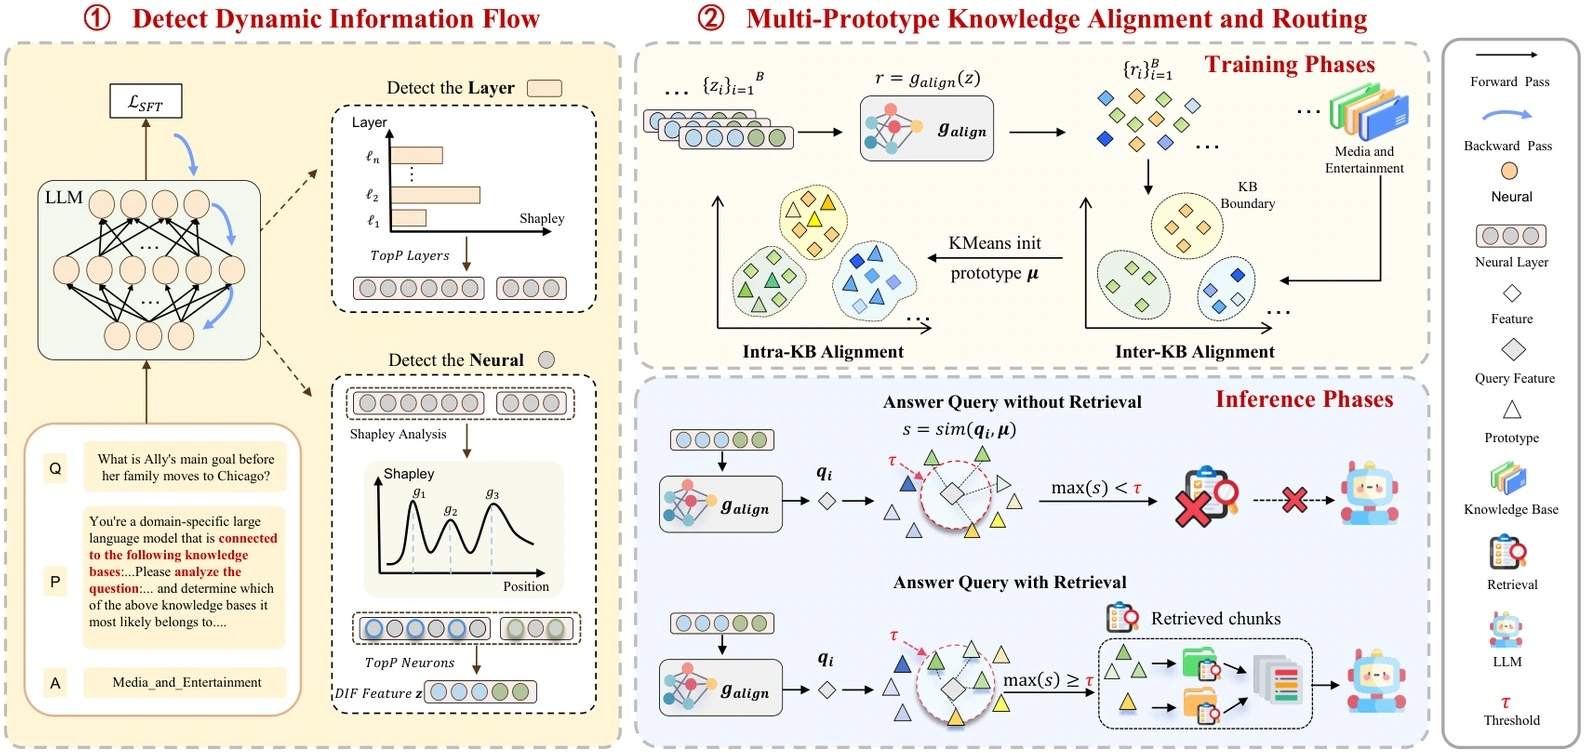 ① Detect Dynamic Information Flow
ℒSFT
LLM
...
...
Q
What is Ally's main goal before
her family moves to Chicago?
P
You're a domain-specific large
language model that is connected
to the following knowledge
bases:...Please analyze the
question:... and determine which
of the above knowledge bases it
most likely belongs to....
A
Media_and_Entertainment
Detect the Layer
Layer
ℓn
⋮
ℓ2
ℓ1
Shapley
TopP Layers
Detect the Neural
Shapley Analysis
Shapley
g1
g2
g3
Position
TopP Neurons
DIF Feature z
② Multi-Prototype Knowledge Alignment and Routing
Training Phases
... {zi}i=1^B
r = galign(z)
galign
{ri}i=1^B
...
...
Media and
Entertainment
KB
Boundary
KMeans init
prototype μ
...
...
Intra-KB Alignment
Inter-KB Alignment
Inference Phases
Answer Query without Retrieval
s = sim(qi, μ)
galign
qi
τ
max(s) < τ
Answer Query with Retrieval
galign
qi
τ
max(s) ≥ τ
Retrieved chunks
Forward Pass
Backward Pass
Neural
Neural Layer
Feature
Query Feature
Prototype
Knowledge Base
Retrieval
LLM
τ
Threshold